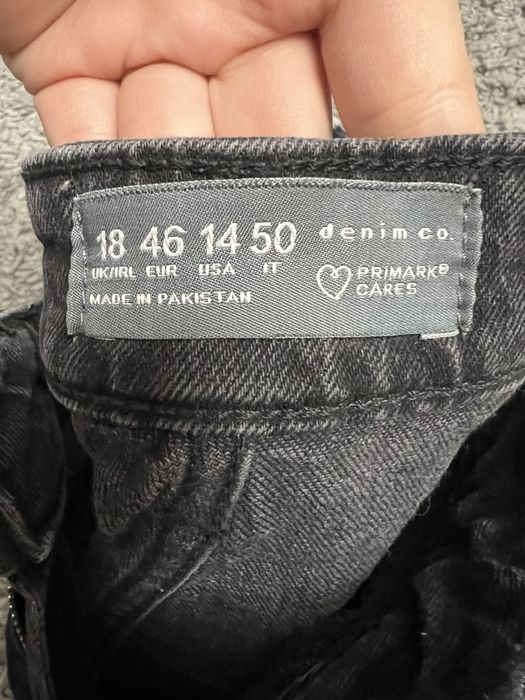 18 46 14 50 denim co.
UK/IRL EUR USA IT
PRIMARK®
CARES
MADE IN PAKISTAN